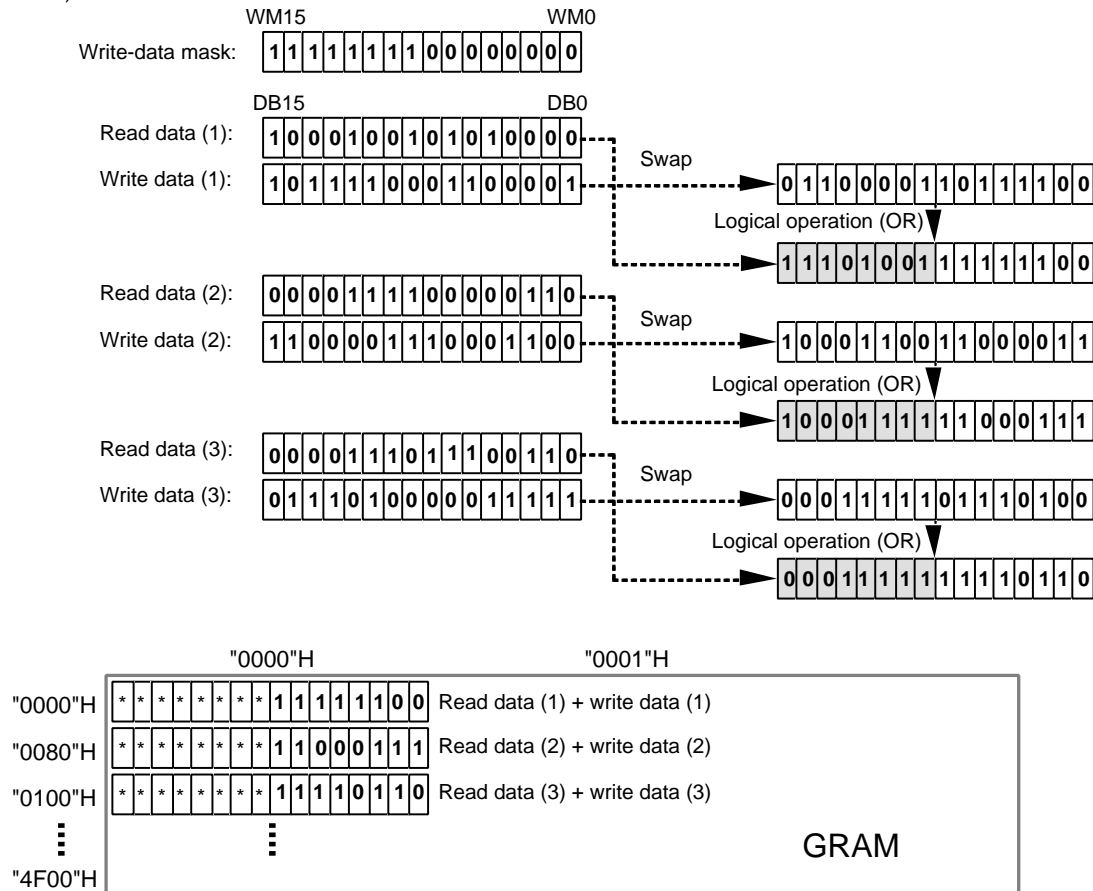 WM15 WM0
Write-data mask: 1111111100000000
DB15 DB0
Read data (1): 1000100101010000
Write data (1): 1011110001100001
Swap
0110000110111100
Logical operation (OR)
1110100111111100
Read data (2): 0000111100000110
Write data (2): 1100001110001100
Swap
1000110011000011
Logical operation (OR)
1000111111000111
Read data (3): 0000111011100110
Write data (3): 0111010000011111
Swap
0001111101110100
Logical operation (OR)
0001111111110110
"0000"H "0001"H
"0000"H ********11111100 Read data (1) + write data (1)
"0080"H ********11000111 Read data (2) + write data (2)
"0100"H ********11110110 Read data (3) + write data (3)
GRAM
"4F00"H